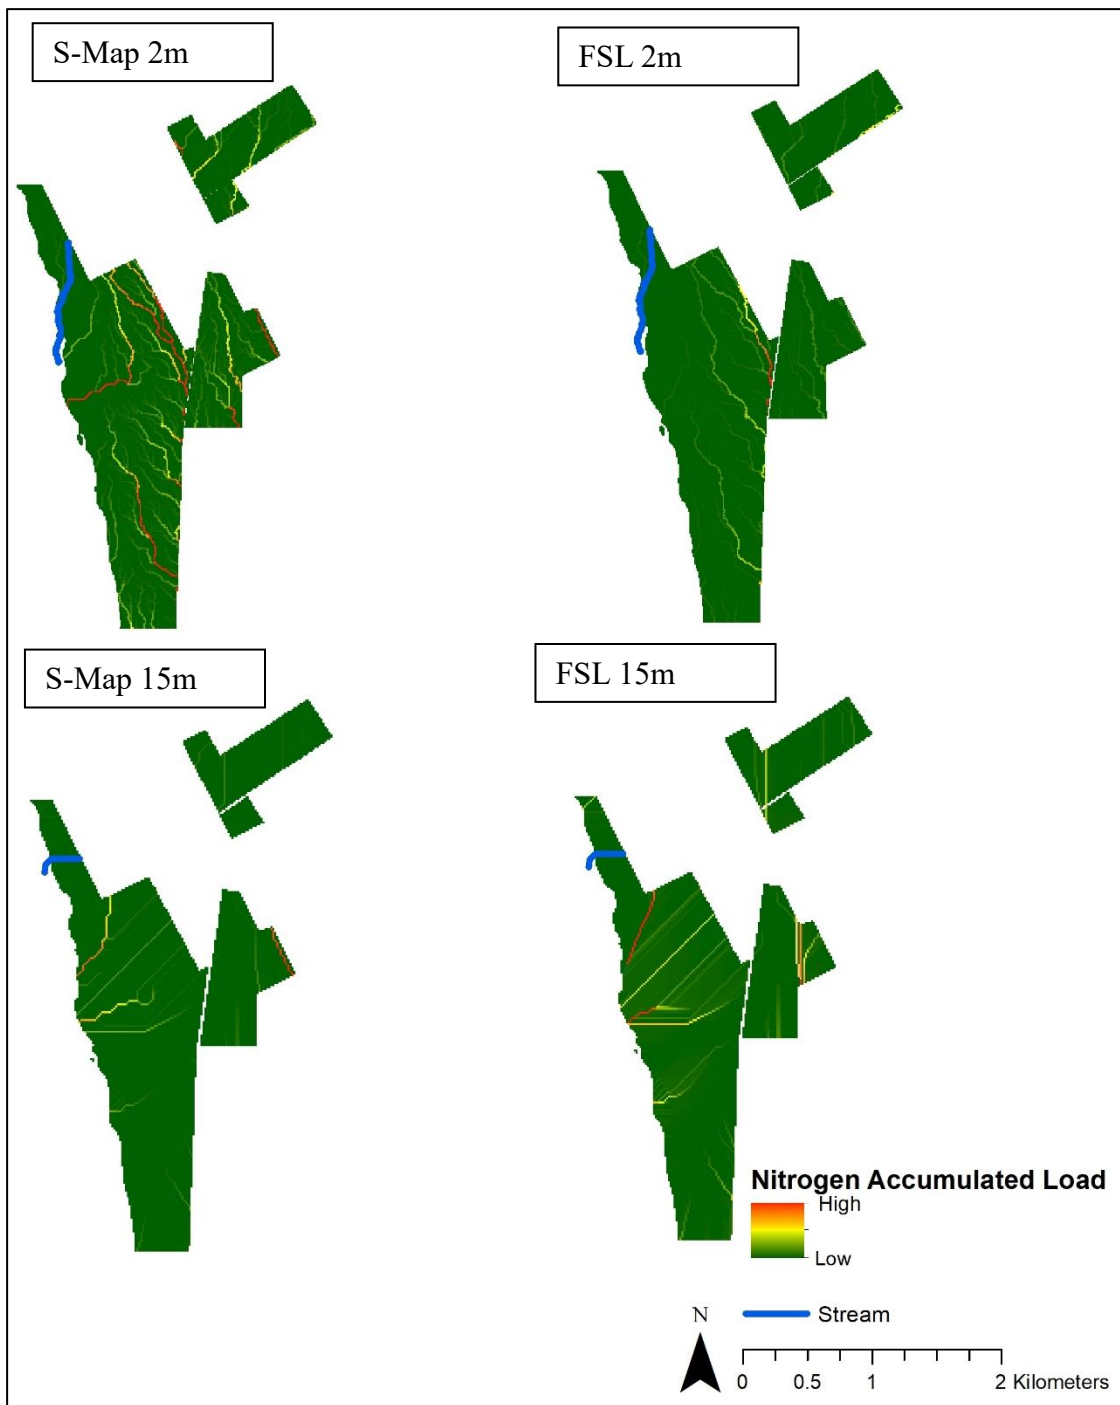 S-Map 2m
FSL 2m
S-Map 15m
FSL 15m
Nitrogen Accumulated Load
High
Low
Stream
N
0 0.5 1 2 Kilometers